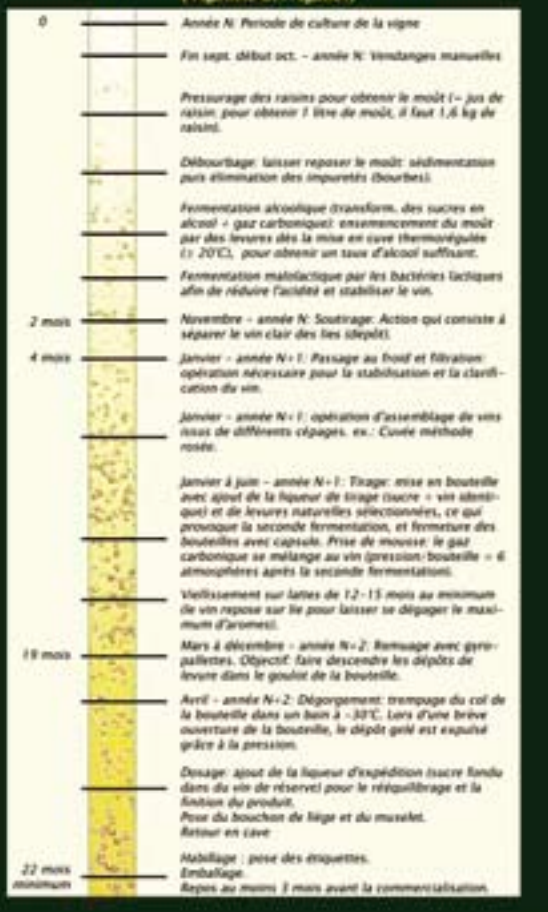 0
Année N: Periode de culture de la vigne
Fin sept. début oct. - année N: Vendanges manuelles
Pressurage des raisins pour obtenir le moût (= jus de
raisin: pour obtenir 1 litre de moût, il faut 1,6 kg de
raisin).
Débourbage: laisser reposer le moût: sédimentation
puis élimination des impuretés (bourbes).
Fermentation alcoolique (transform. des sucres en
alcool + gaz carbonique): ensemencement du moût
par des levures dès la mise en cuve thermorégulée
(± 20°C), pour obtenir un taux d'alcool suffisant.
Fermentation malolactique par les bactéries lactiques
afin de réduire l'acidité et stabiliser le vin.
2 mois
Novembre - année N: Soutirage: Action qui consiste à
séparer le vin clair des lies (depôt).
4 mois
Janvier - année N+1: Passage au froid et filtration:
opération nécessaire pour la stabilisation et la clarifi-
cation du vin.
Janvier - année N+1: opération d'assemblage de vins
issus de différents cépages. ex.: Cuvée méthode
rosée.
Janvier à juin - année N+1: Tirage: mise en bouteille
avec ajout de la liqueur de tirage (sucre + vin identi-
que) et de levures naturelles sélectionnées, ce qui
provoque la seconde fermentation, et fermeture des
bouteilles avec capsule. Prise de mousse: le gaz
carbonique se mélange au vin (pression/bouteille = 6
atmosphères après la seconde fermentation).
Vieillissement sur lattes de 12-15 mois au minimum
(le vin repose sur lie pour laisser se dégager le maxi-
mum d'aromes).
19 mois
Mars à décembre - année N+2: Remuage avec gyro-
pallettes. Objectif: faire descendre les dépôts de
levure dans le goulot de la bouteille.
Avril - année N+2: Dégorgement: trempage du col de
la bouteille dans un bain à -30°C. Lors d'une brève
ouverture de la bouteille, le dépôt gelé est expulsé
grâce à la pression.
Dosage: ajout de la liqueur d'expédition (sucre fondu
dans du vin de réserve) pour le rééquilibrage et la
finition du produit.
Pose du bouchon de liège et du muselet.
Retour en cave
22 mois
minimum
Habillage : pose des étiquettes.
Emballage.
Repos au moins 3 mois avant la commercialisation.